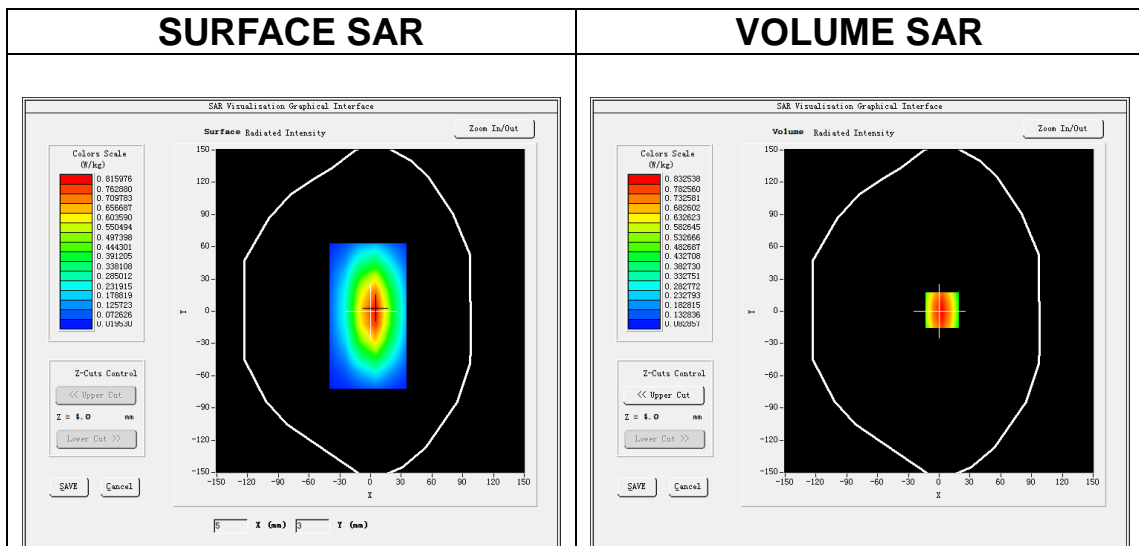 SURFACE SAR
VOLUME SAR
SAR Visualisation Graphical Interface
Surface Radiated Intensity
Zoom In/Out
Colors Scale
(W/kg)
0.815976
0.762880
0.709783
0.656687
0.603590
0.550494
0.497398
0.444301
0.391205
0.338108
0.285012
0.231915
0.178819
0.125723
0.072626
0.019530
Z-Cuts Control
<< Upper Cut
Z = 4.0 mm
Lower Cut >>
SAVE
Cancel
150
120
90
60
30
0
-30
-60
-90
-120
-150
Y
-150 -120 -90 -60 -30 0 30 60 90 120 150
X
5 X (mm) 3 Y (mm)
SAR Visualisation Graphical Interface
Volume Radiated Intensity
Zoom In/Out
Colors Scale
(W/kg)
0.832538
0.782560
0.732581
0.682602
0.632623
0.582645
0.532666
0.482687
0.432708
0.382730
0.332751
0.282772
0.232793
0.182815
0.132836
0.082857
Z-Cuts Control
<< Upper Cut
Z = 4.0 mm
Lower Cut >>
SAVE
Cancel
150
120
90
60
30
0
-30
-60
-90
-120
-150
Y
-150 -120 -90 -60 -30 0 30 60 90 120 150
X